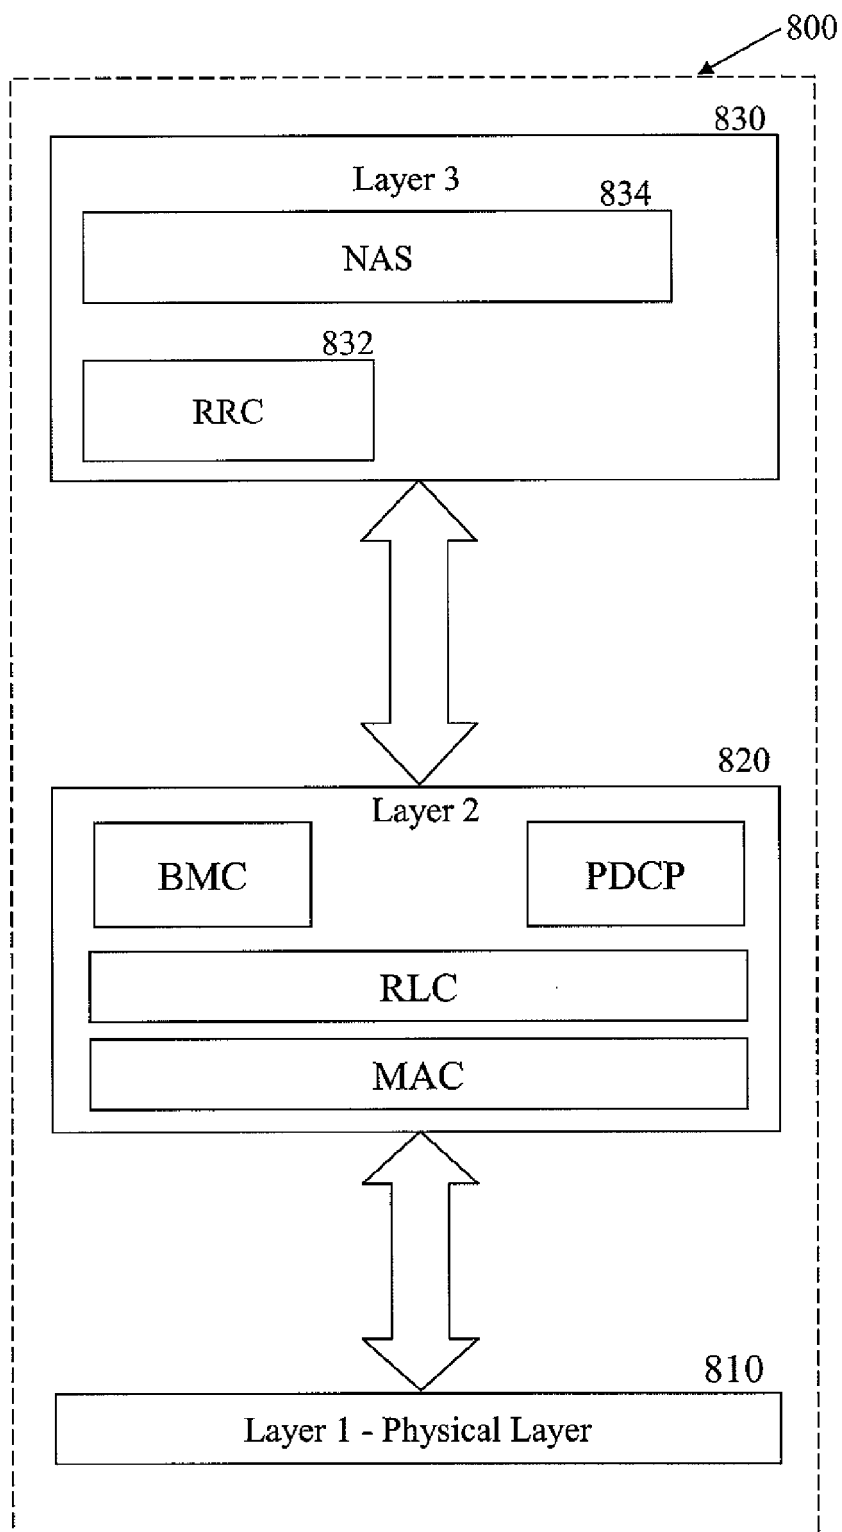 800
830
Layer 3
834
NAS
832
RRC
820
Layer 2
BMC
PDCP
RLC
MAC
810
Layer 1 - Physical Layer